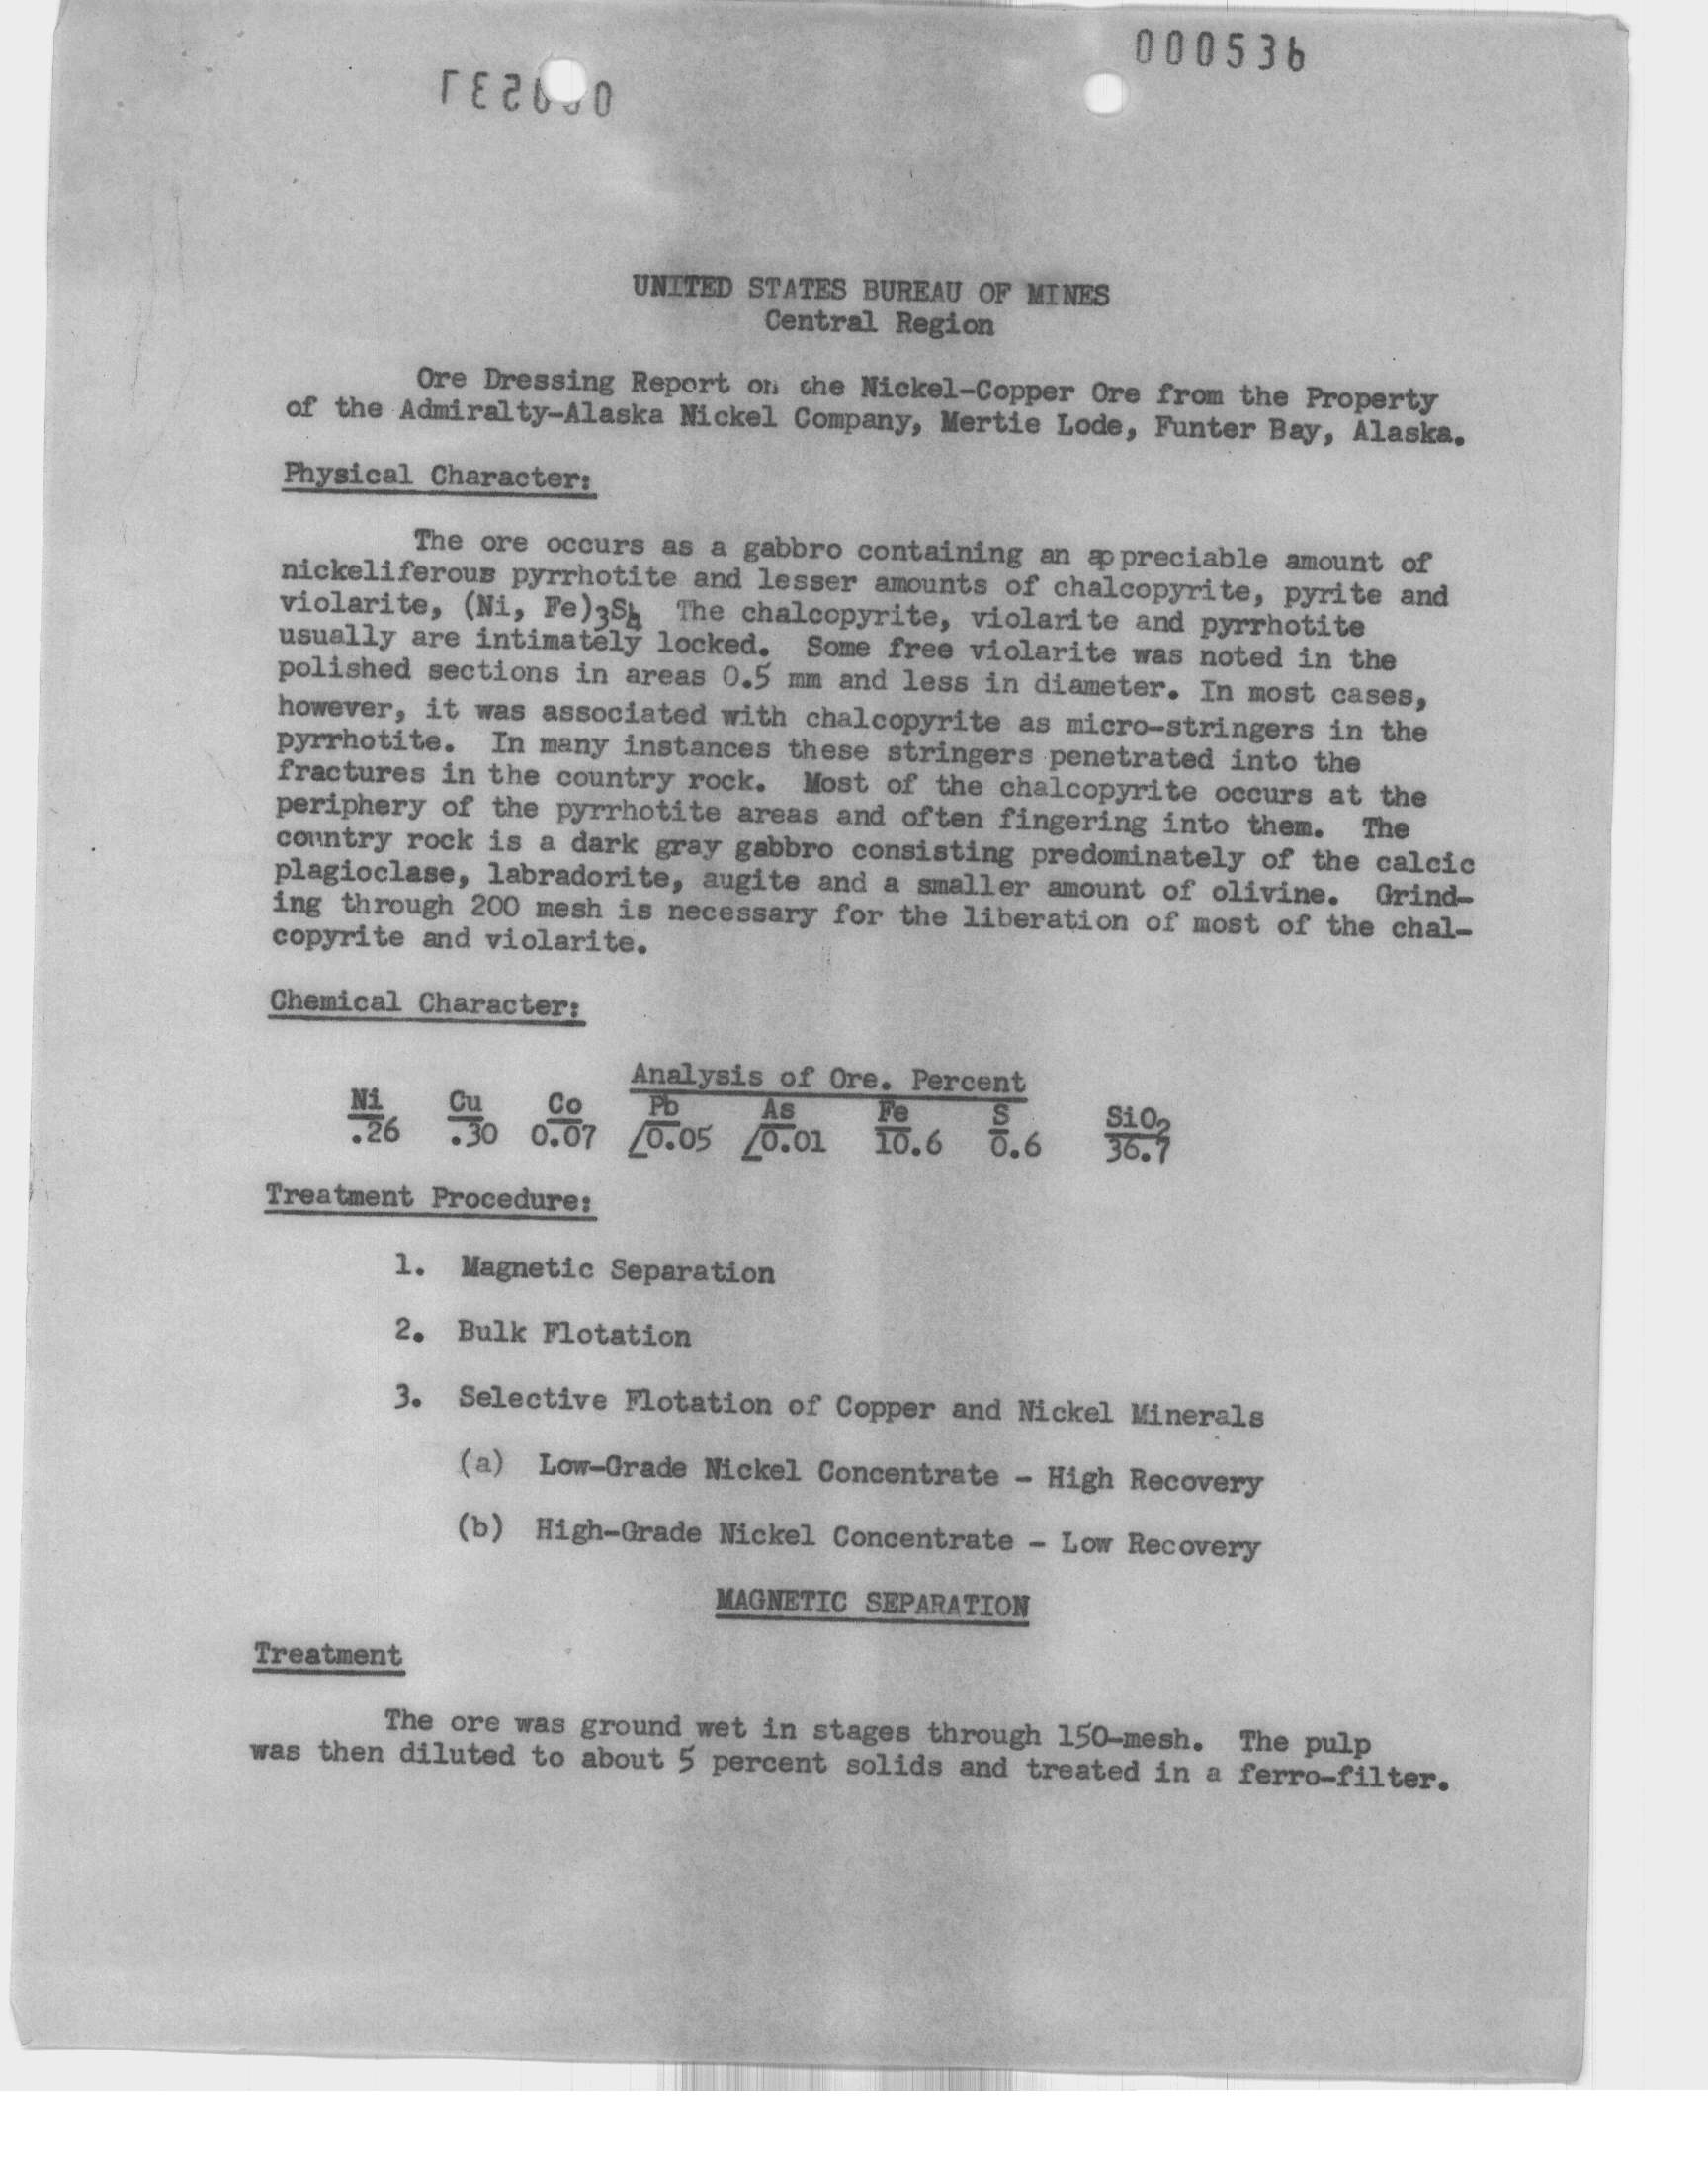 000536
UNITED STATES BUREAU OF MINES
Central Region
Ore Dressing Report on the Nickel-Copper Ore from the Property
of the Admiralty-Alaska Nickel Company, Mertie Lode, Funter Bay, Alaska.
Physical Character:
The ore occurs as a gabbro containing an appreciable amount of
nickeliferous pyrrhotite and lesser amounts of chalcopyrite, pyrite and
violarite, (Ni, Fe)3S4 The chalcopyrite, violarite and pyrrhotite
usually are intimately locked. Some free violarite was noted in the
polished sections in areas 0.5 mm and less in diameter. In most cases,
however, it was associated with chalcopyrite as micro-stringers in the
pyrrhotite. In many instances these stringers penetrated into the
fractures in the country rock. Most of the chalcopyrite occurs at the
periphery of the pyrrhotite areas and often fingering into them. The
country rock is a dark gray gabbro consisting predominately of the calcic
plagioclase, labradorite, augite and a smaller amount of olivine. Grind-
ing through 200 mesh is necessary for the liberation of most of the chal-
copyrite and violarite.
Chemical Character:
Analysis of Ore. Percent
Ni Cu Co Pb As Fe S SiO2
.26 .30 0.07 ∠0.05 ∠0.01 10.6 0.6 36.7
Treatment Procedure:
1. Magnetic Separation
2. Bulk Flotation
3. Selective Flotation of Copper and Nickel Minerals
(a) Low-Grade Nickel Concentrate - High Recovery
(b) High-Grade Nickel Concentrate - Low Recovery
MAGNETIC SEPARATION
Treatment
The ore was ground wet in stages through 150-mesh. The pulp
was then diluted to about 5 percent solids and treated in a ferro-filter.